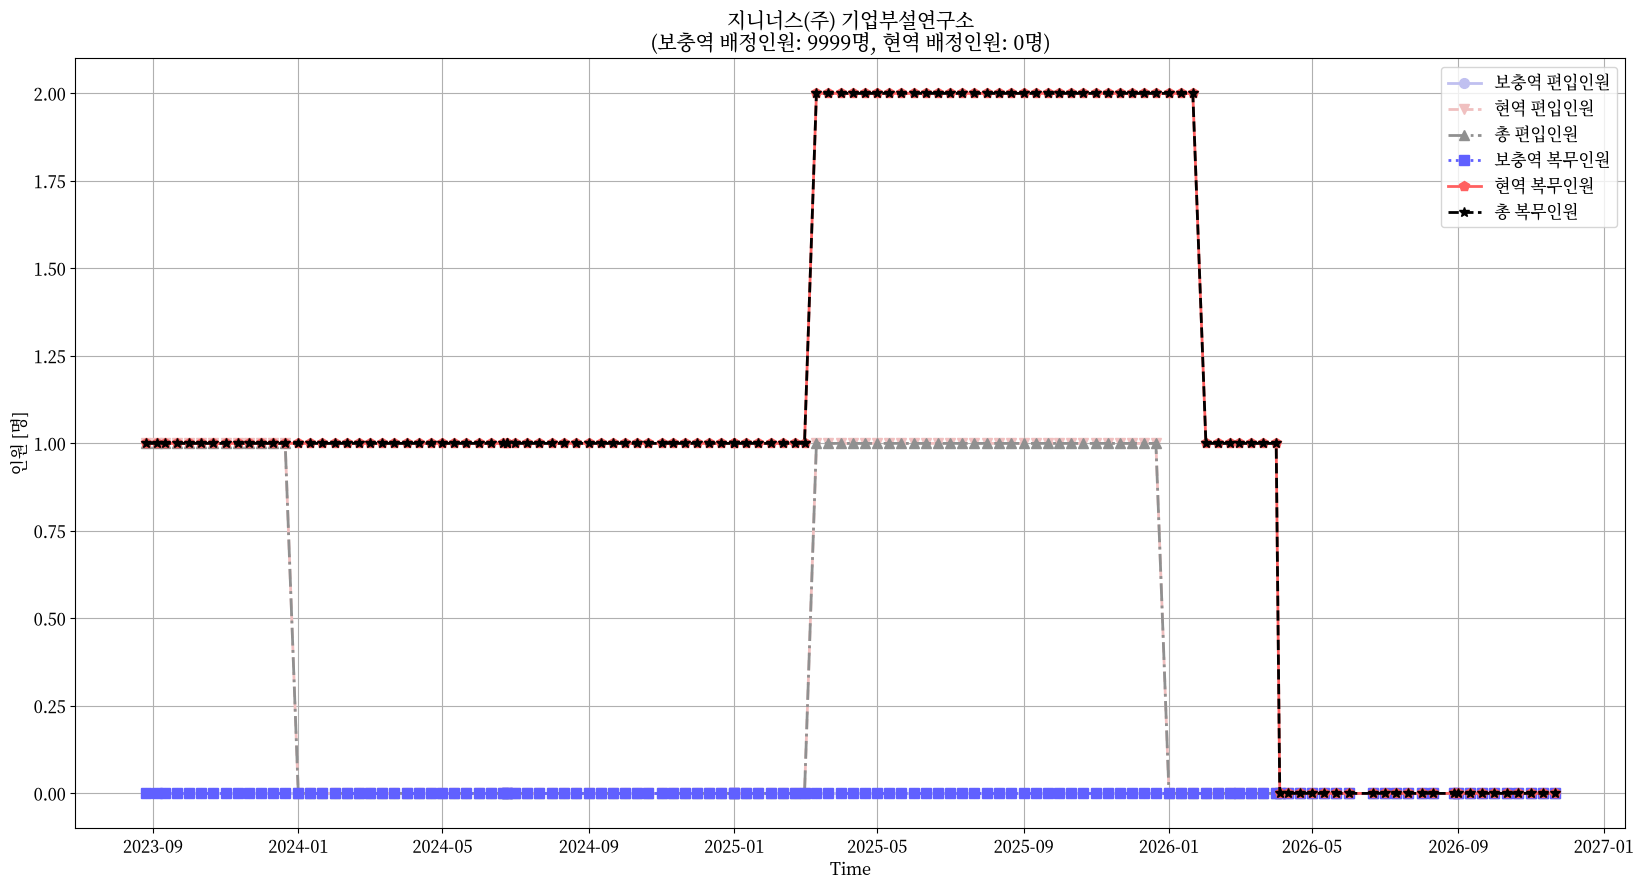 지니너스(주) 기업부설연구소
(보충역 배정인원: 9999명, 현역 배정인원: 0명)
보충역 편입인원
현역 편입인원
총 편입인원
보충역 복무인원
현역 복무인원
총 복무인원
인원 [명]
2.00
1.75
1.50
1.25
1.00
0.75
0.50
0.25
0.00
2023-09
2024-01
2024-05
2024-09
2025-01
2025-05
2025-09
2026-01
2026-05
2026-09
2027-01
Time